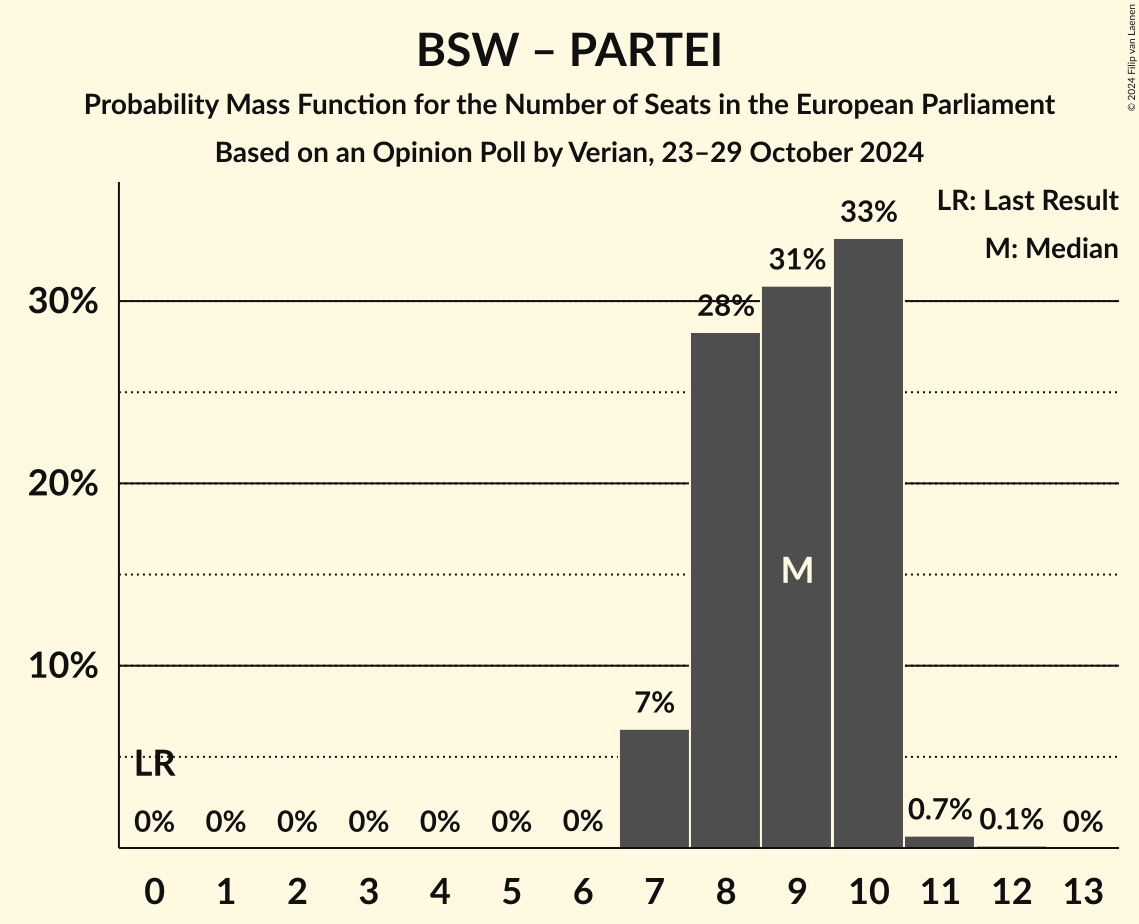 BSW – PARTEI
Probability Mass Function for the Number of Seats in the European Parliament
Based on an Opinion Poll by Verian, 23–29 October 2024
© 2024 Filip van Laenen
LR: Last Result
M: Median
30%
20%
10%
LR
0%
0%
0%
0%
0%
0%
0%
7%
28%
31%
33%
0.7%
0.1%
0%
M
0 1 2 3 4 5 6 7 8 9 10 11 12 13